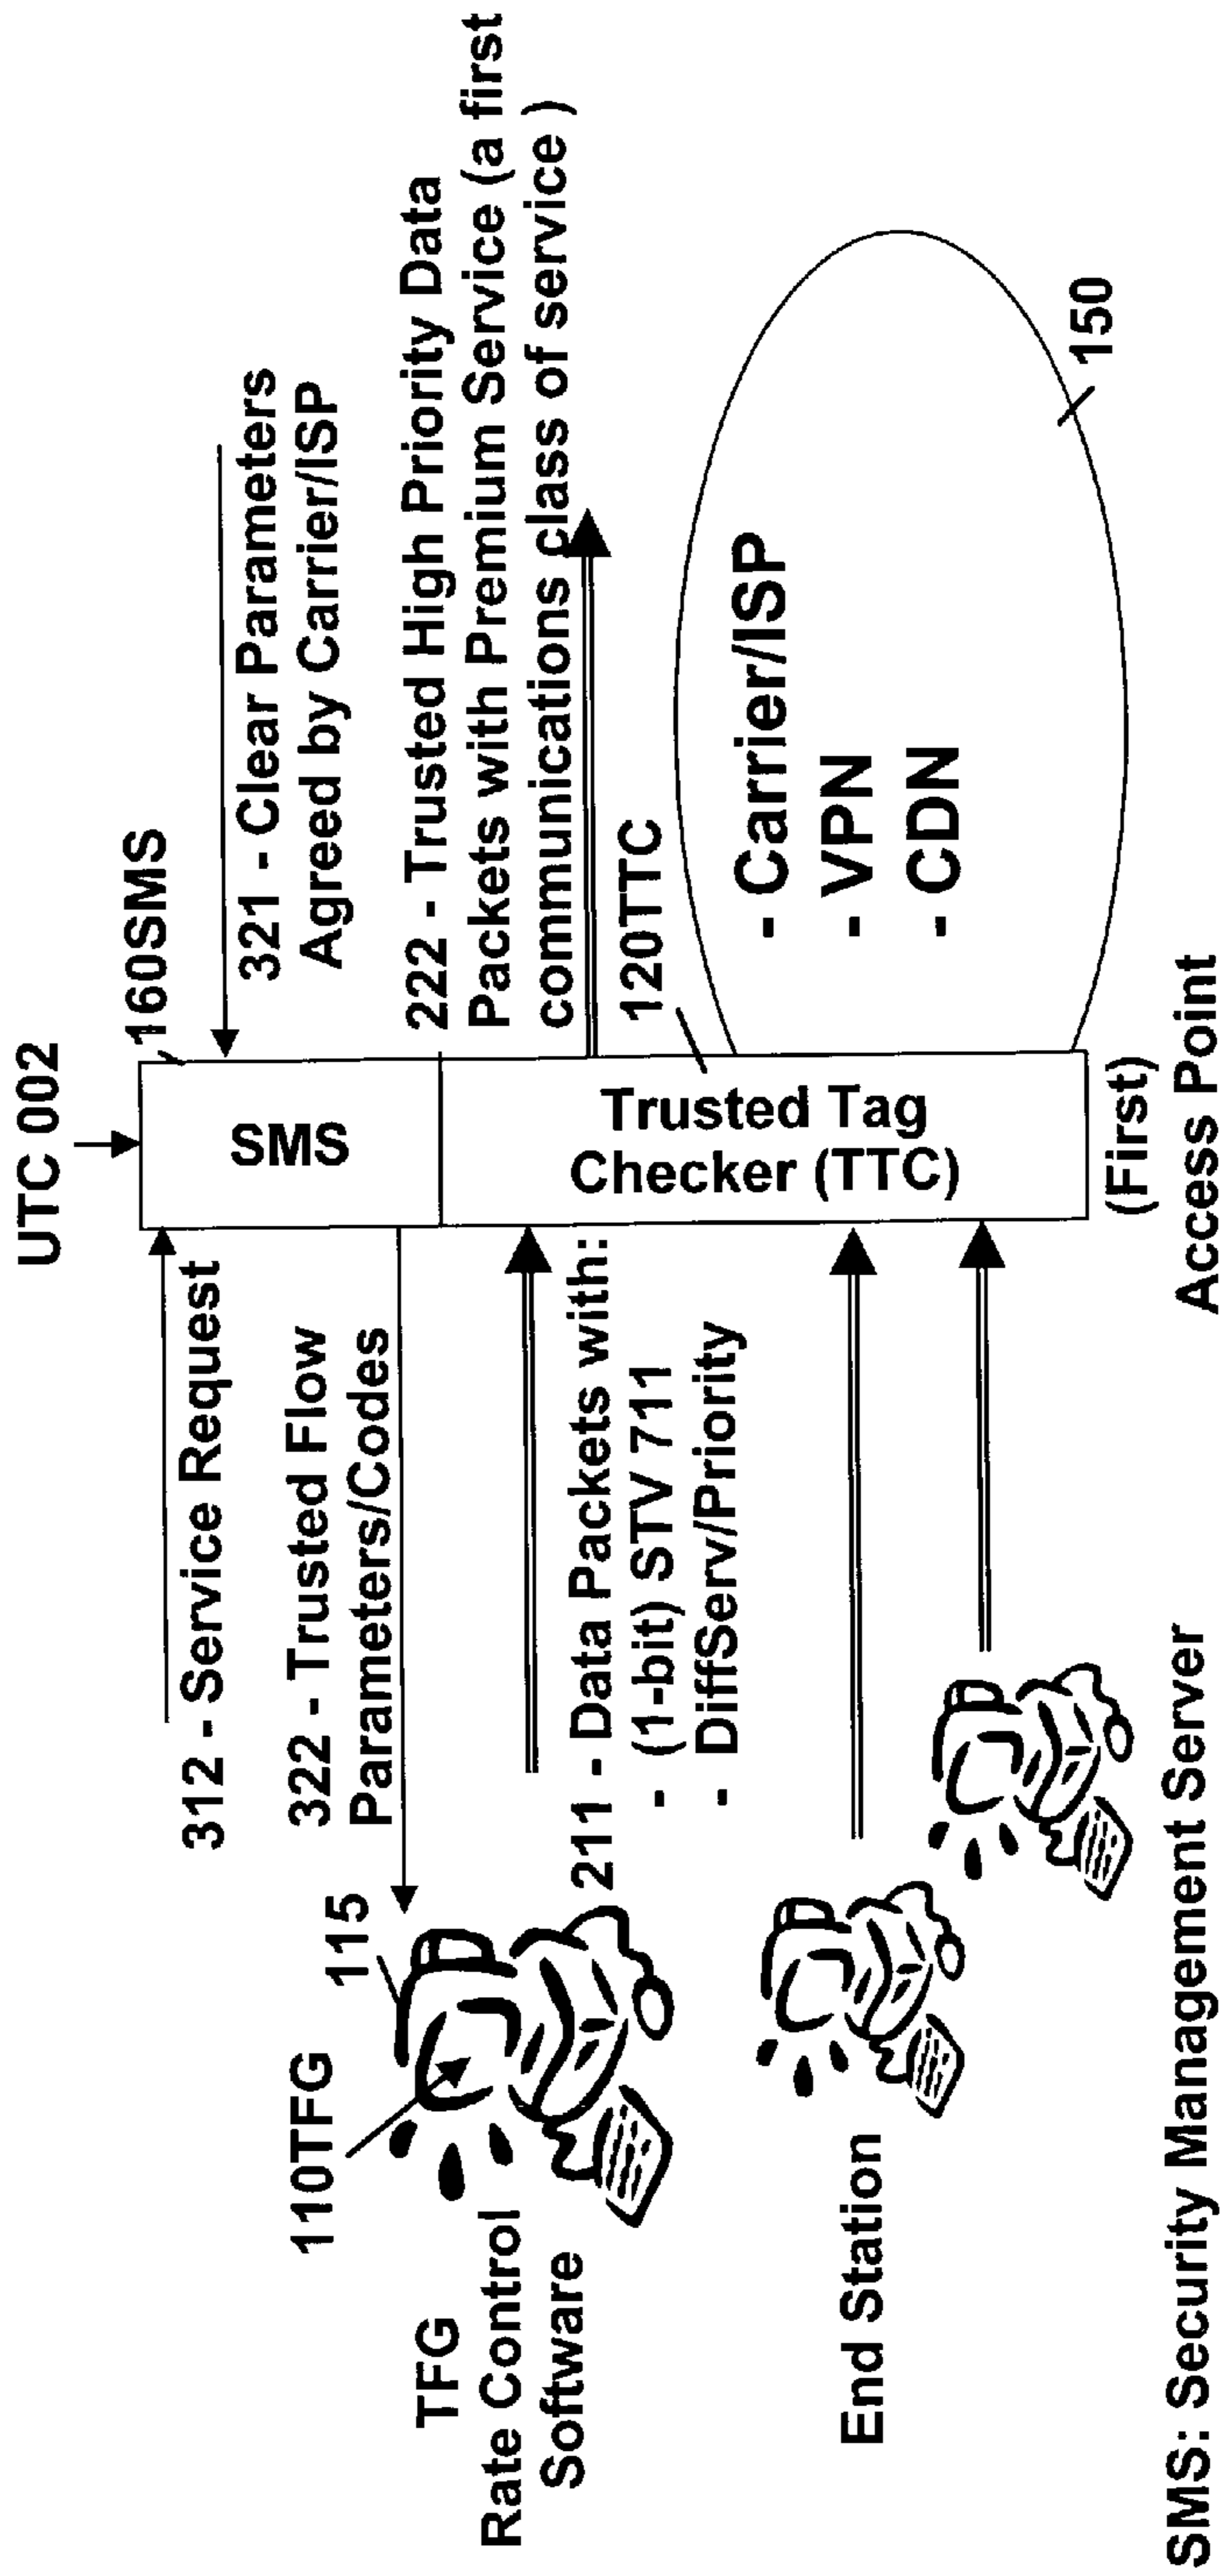 UTC 002
160SMS
312 - Service Request
SMS
321 - Clear Parameters
Agreed by Carrier/ISP
322 - Trusted Flow
Parameters/Codes
115
110TFG
TFG
Rate Control
Software
222 - Trusted High Priority Data
Packets with Premium Service (a first
communications class of service )
211 - Data Packets with:
- (1-bit) STV 711
- DiffServ/Priority
Trusted Tag
Checker (TTC)
120TTC
- Carrier/ISP
- VPN
- CDN
150
End Station
(First)
Access Point
SMS: Security Management Server